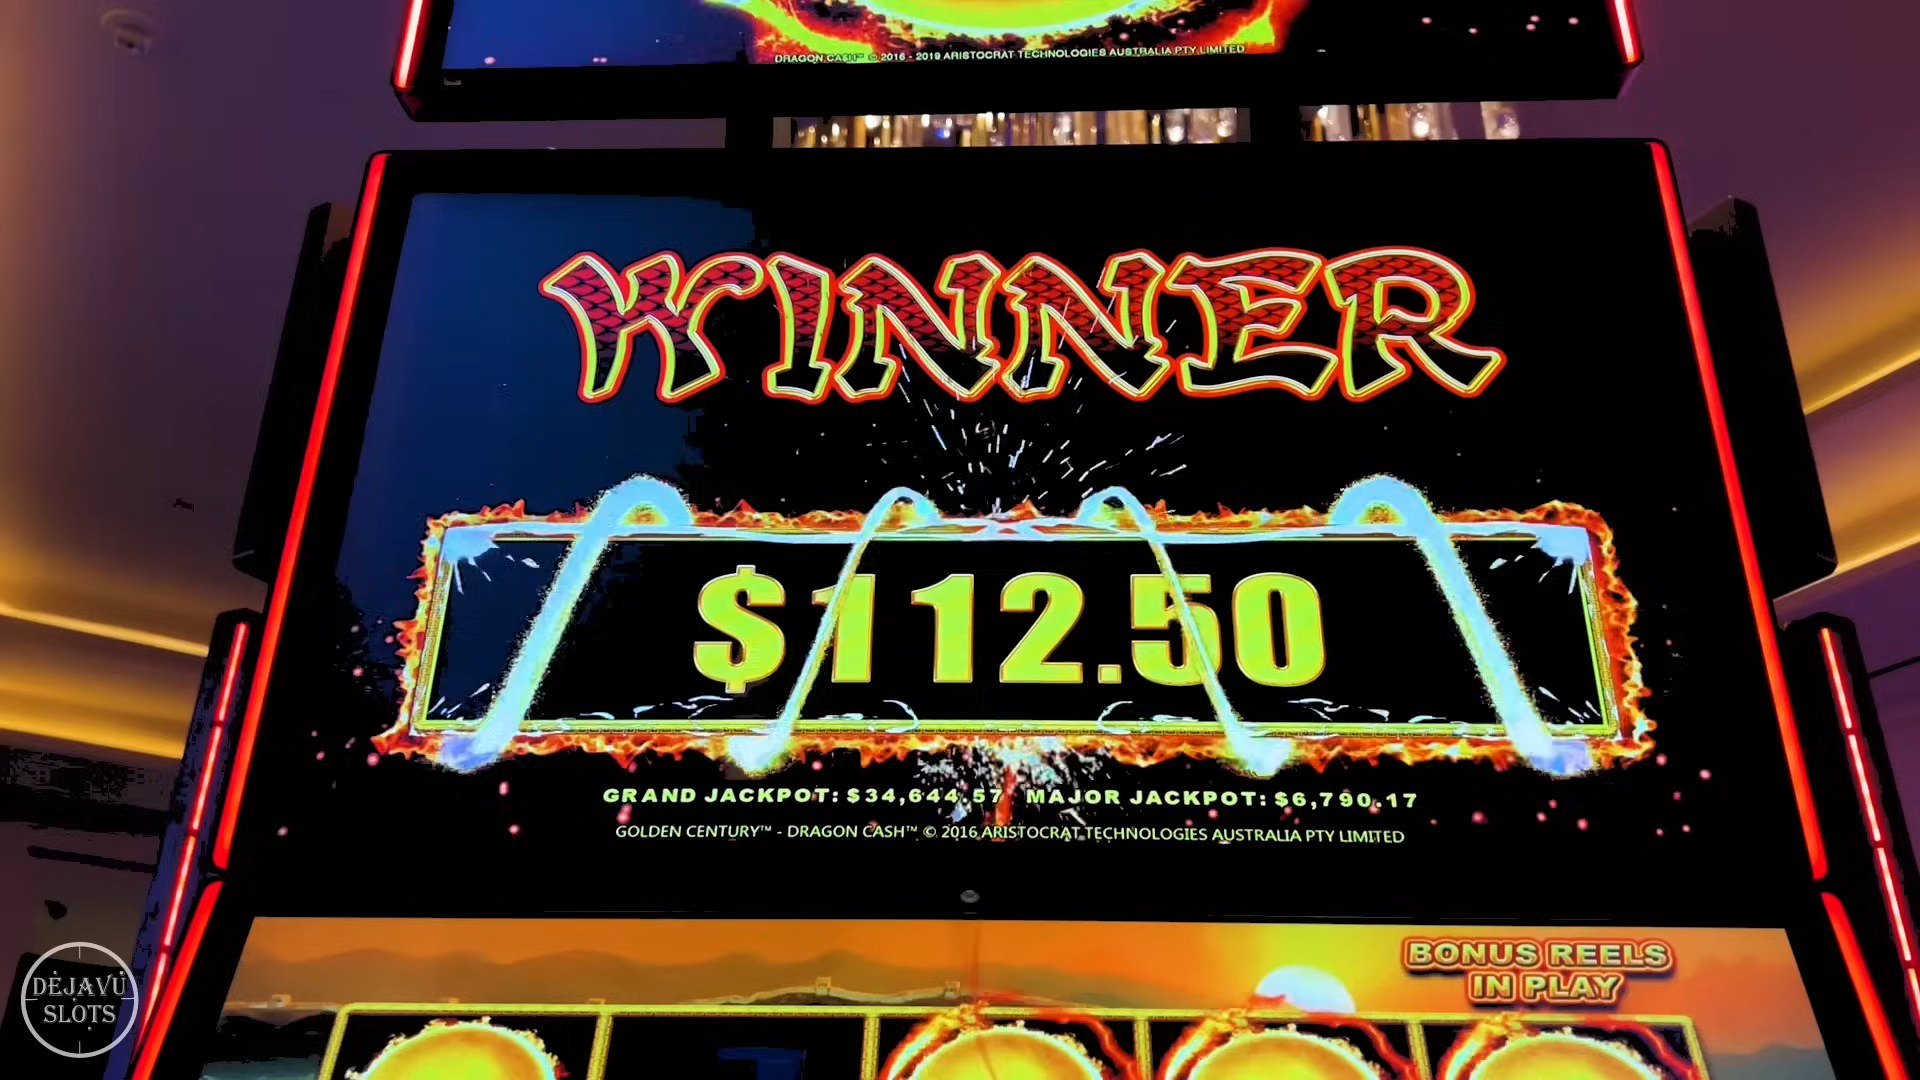 DRAGON CASH™ © 2016 - 2019 ARISTOCRAT TECHNOLOGIES AUSTRALIA PTY LIMITED
WINNER
$112.50
GRAND JACKPOT: $34,644.57 MAJOR JACKPOT: $6,790.17
GOLDEN CENTURY™ - DRAGON CASH™ © 2016 ARISTOCRAT TECHNOLOGIES AUSTRALIA PTY LIMITED
BONUS REELS
IN PLAY
DEJAVU
SLOTS